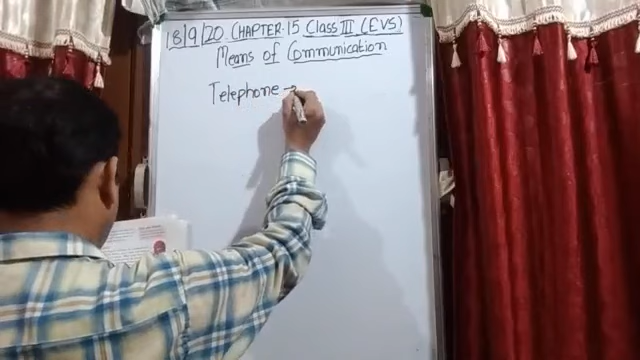 18/9/20 CHAPTER-15 Class III (EVS)
Means of Communication
Telephone →